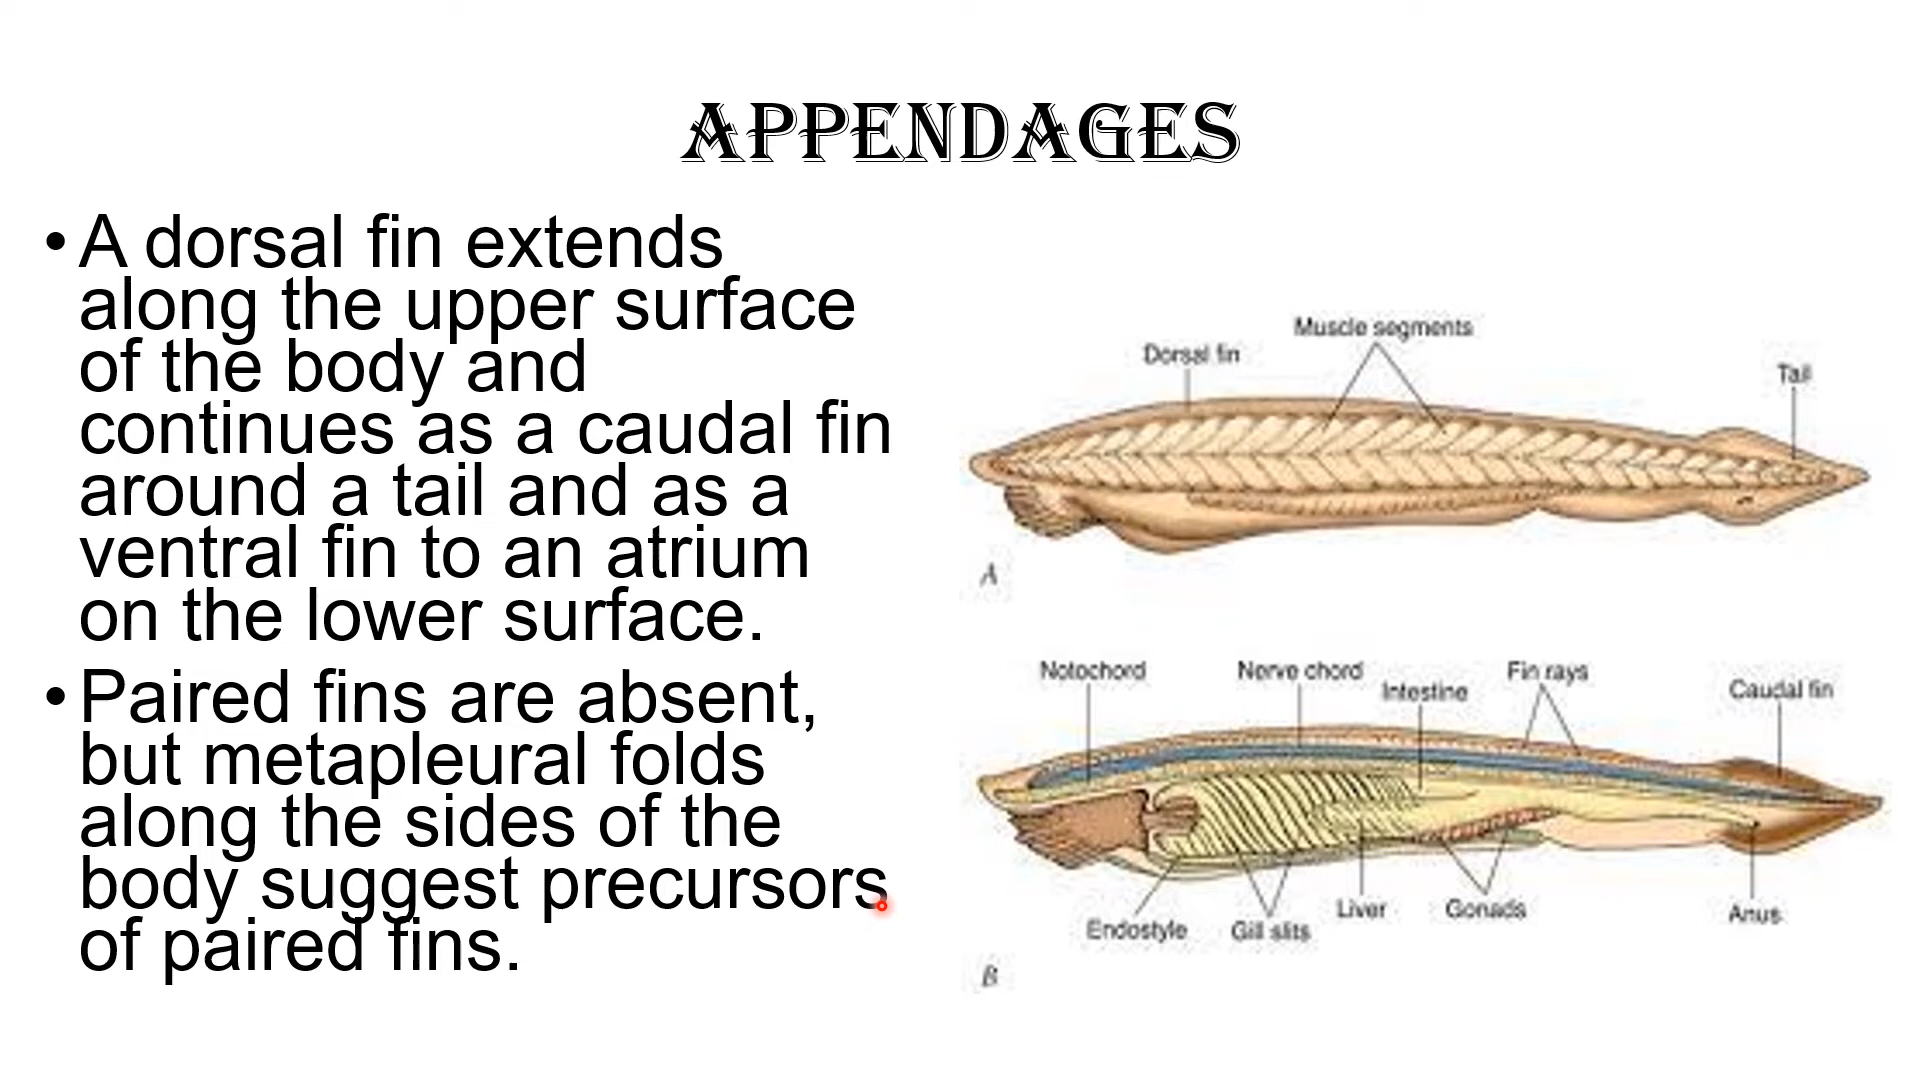 APPENDAGES
• A dorsal fin extends
along the upper surface
of the body and
continues as a caudal fin
around a tail and as a
ventral fin to an atrium
on the lower surface.
• Paired fins are absent,
but metapleural folds
along the sides of the
body suggest precursors
of paired fins.
Muscle segments
Dorsal fin
Tail
A
Notochord
Nerve chord
Intestine
Fin rays
Caudal fin
Endostyle
Gill slits
Liver
Gonads
Anus
B